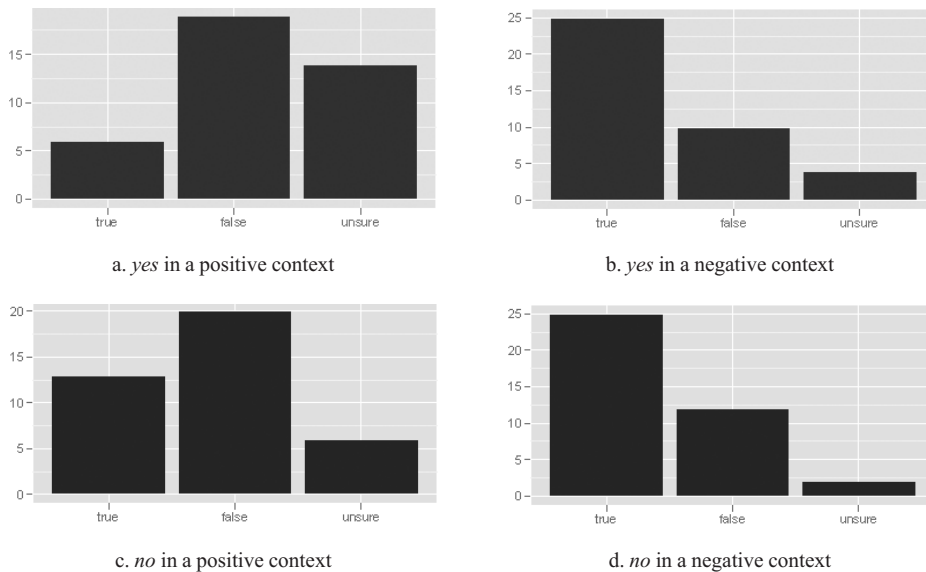 15
10
5
0
true
false
unsure
a. yes in a positive context
25
20
15
10
5
0
true
false
unsure
b. yes in a negative context
20
15
10
5
0
true
false
unsure
c. no in a positive context
25
20
15
10
5
0
true
false
unsure
d. no in a negative context